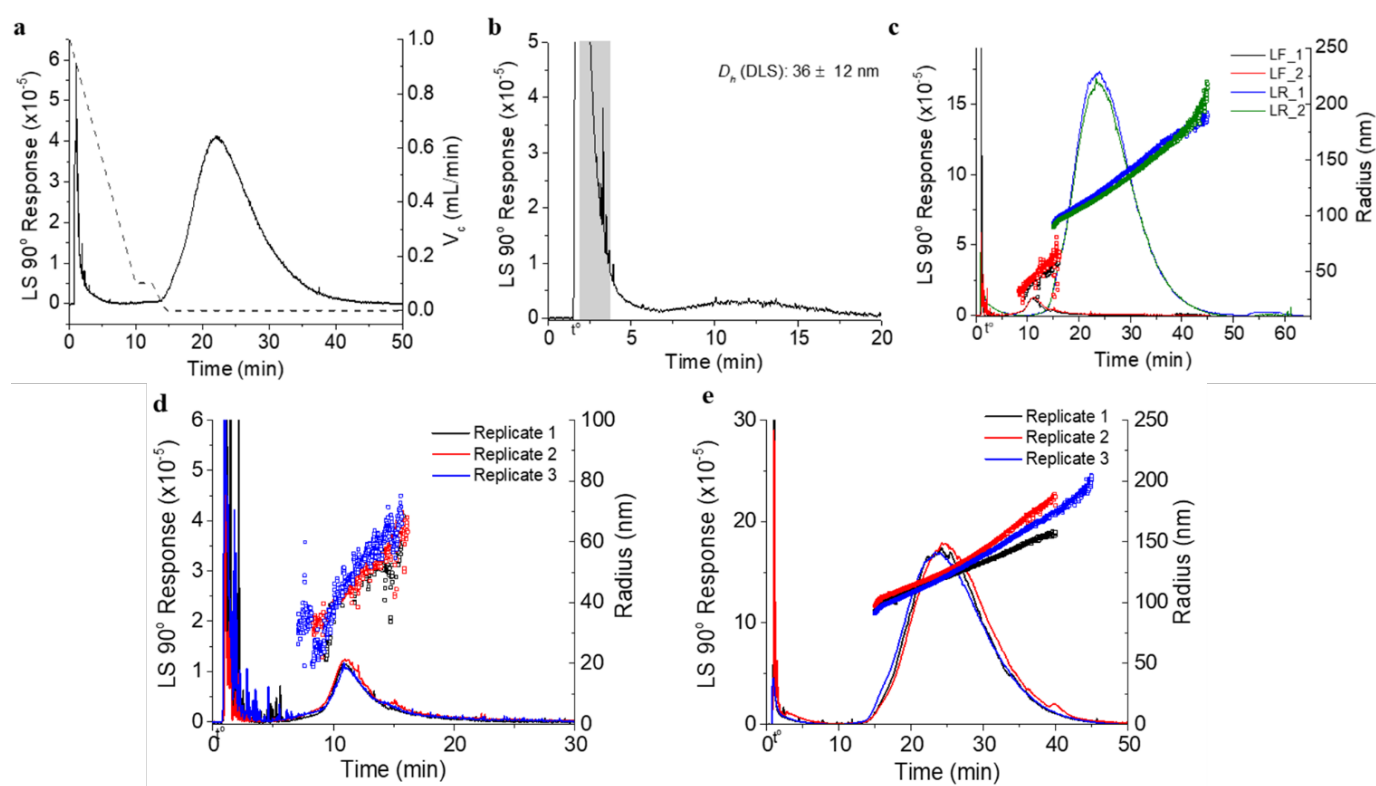 a
LS 90° Response (x10-5)
6
5
4
3
2
1
0
0 10 20 30 40 50
Time (min)
1.0
0.8
0.6
0.4
0.2
0.0
Vc (mL/min)
b
Dh (DLS): 36 ± 12 nm
LS 90° Response (x10-5)
5
4
3
2
1
0
t° 5 10 15 20
Time (min)
c
LF_1
LF_2
LR_1
LR_2
LS 90° Response (x10-5)
15
10
5
0
0 t° 10 20 30 40 50 60
Time (min)
250
200
150
100
50
Radius (nm)
d
Replicate 1
Replicate 2
Replicate 3
LS 90° Response (x10-5)
6
5
4
3
2
1
0
0 t° 10 20 30
Time (min)
100
80
60
40
20
0
Radius (nm)
e
Replicate 1
Replicate 2
Replicate 3
LS 90° Response (x10-5)
30
20
10
0
0 t° 10 20 30 40 50
Time (min)
250
200
150
100
50
0
Radius (nm)